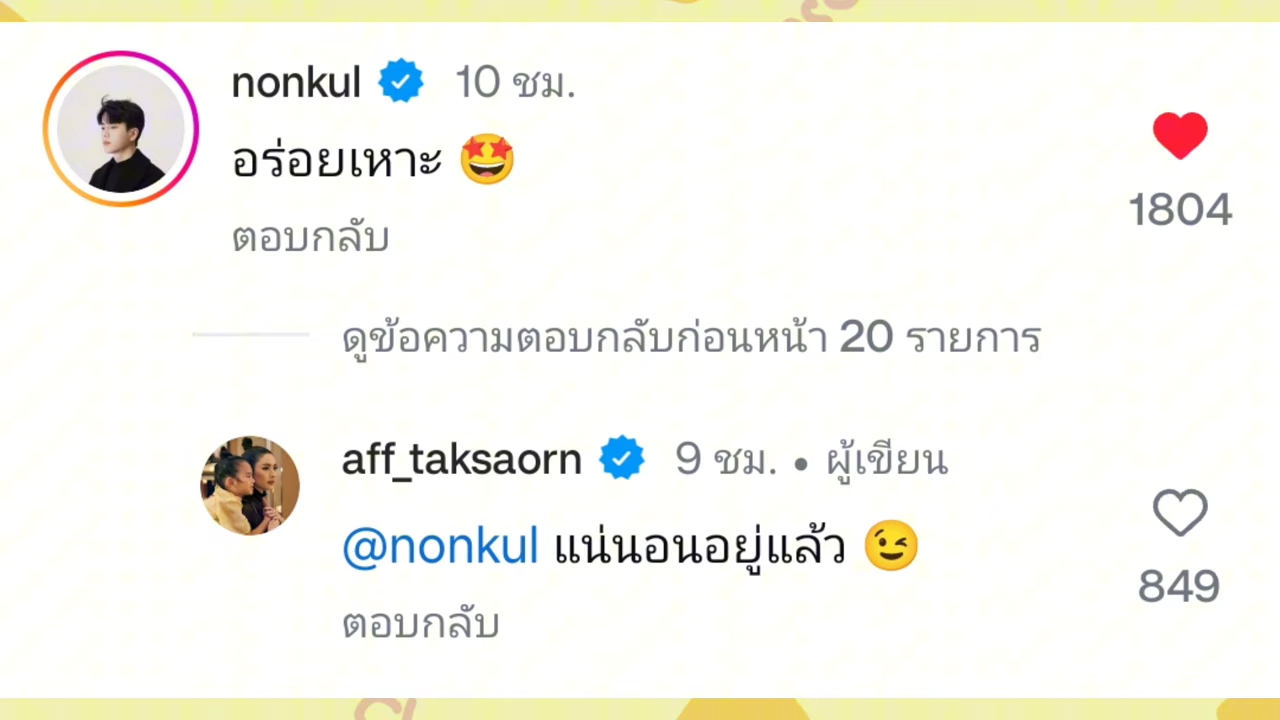 nonkul 10 ชม.
อร่อยเหาะ 🤩
1804
ตอบกลับ
ดูข้อความตอบกลับก่อนหน้า 20 รายการ
aff_taksaorn 9 ชม. • ผู้เขียน
@nonkul แน่นอนอยู่แล้ว 😉
849
ตอบกลับ